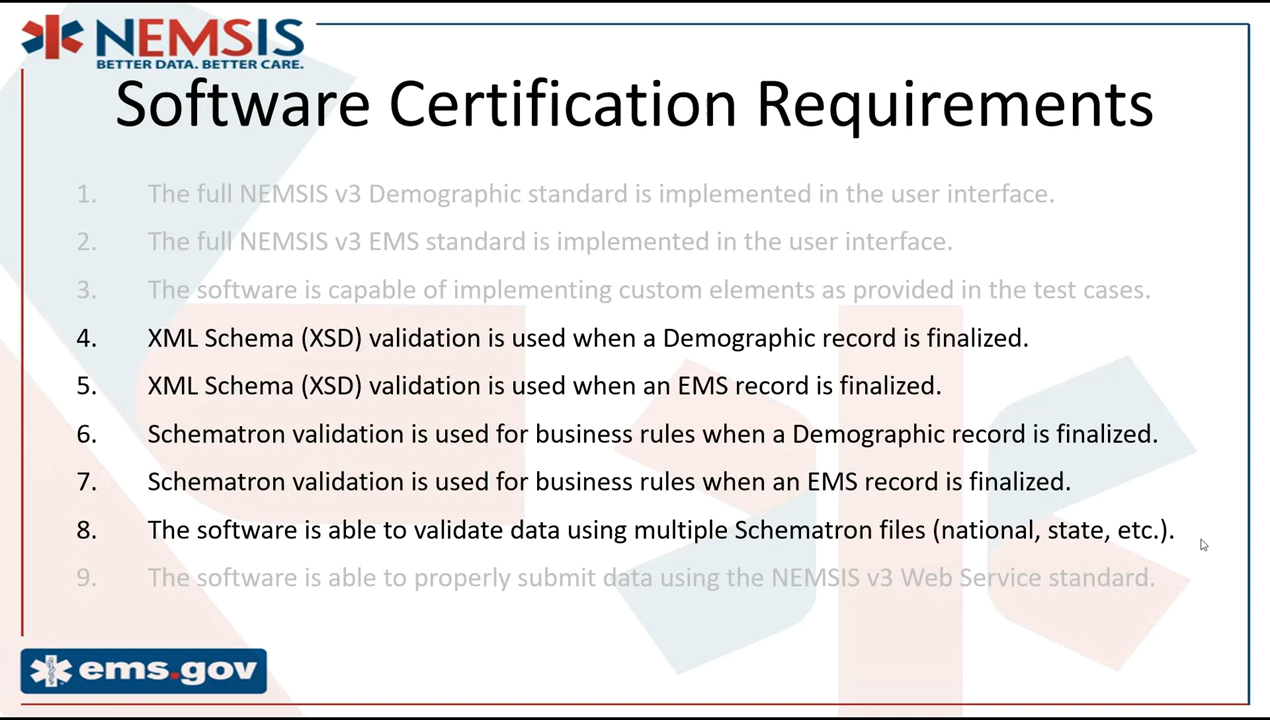 NEMSIS
BETTER DATA. BETTER CARE.
Software Certification Requirements
1. The full NEMSIS v3 Demographic standard is implemented in the user interface.
2. The full NEMSIS v3 EMS standard is implemented in the user interface.
3. The software is capable of implementing custom elements as provided in the test cases.
4. XML Schema (XSD) validation is used when a Demographic record is finalized.
5. XML Schema (XSD) validation is used when an EMS record is finalized.
6. Schematron validation is used for business rules when a Demographic record is finalized.
7. Schematron validation is used for business rules when an EMS record is finalized.
8. The software is able to validate data using multiple Schematron files (national, state, etc.).
9. The software is able to properly submit data using the NEMSIS v3 Web Service standard.
ems.gov